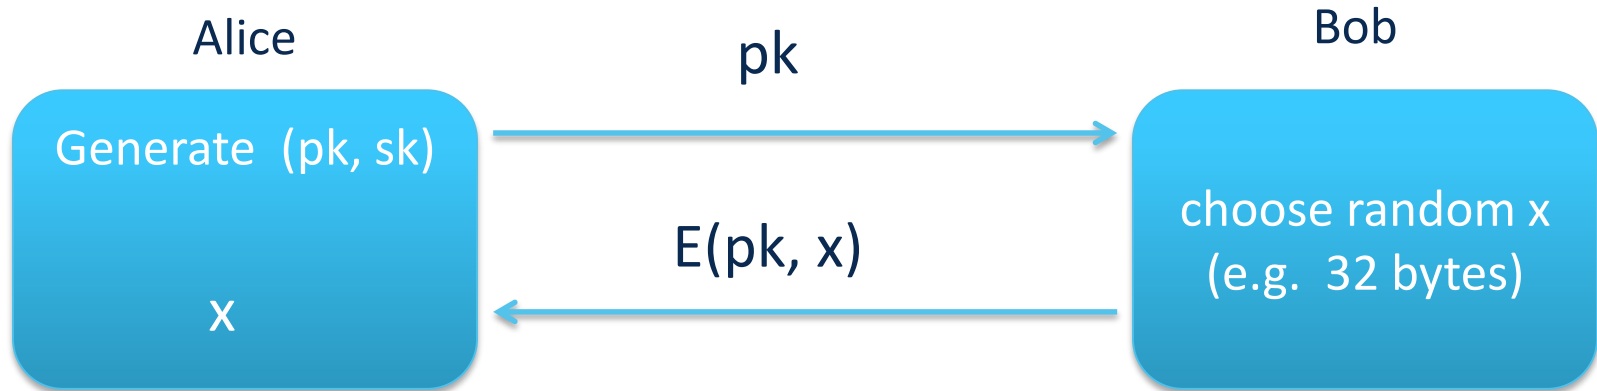 Alice
Bob
pk
Generate (pk, sk)
choose random x
(e.g. 32 bytes)
E(pk, x)
x